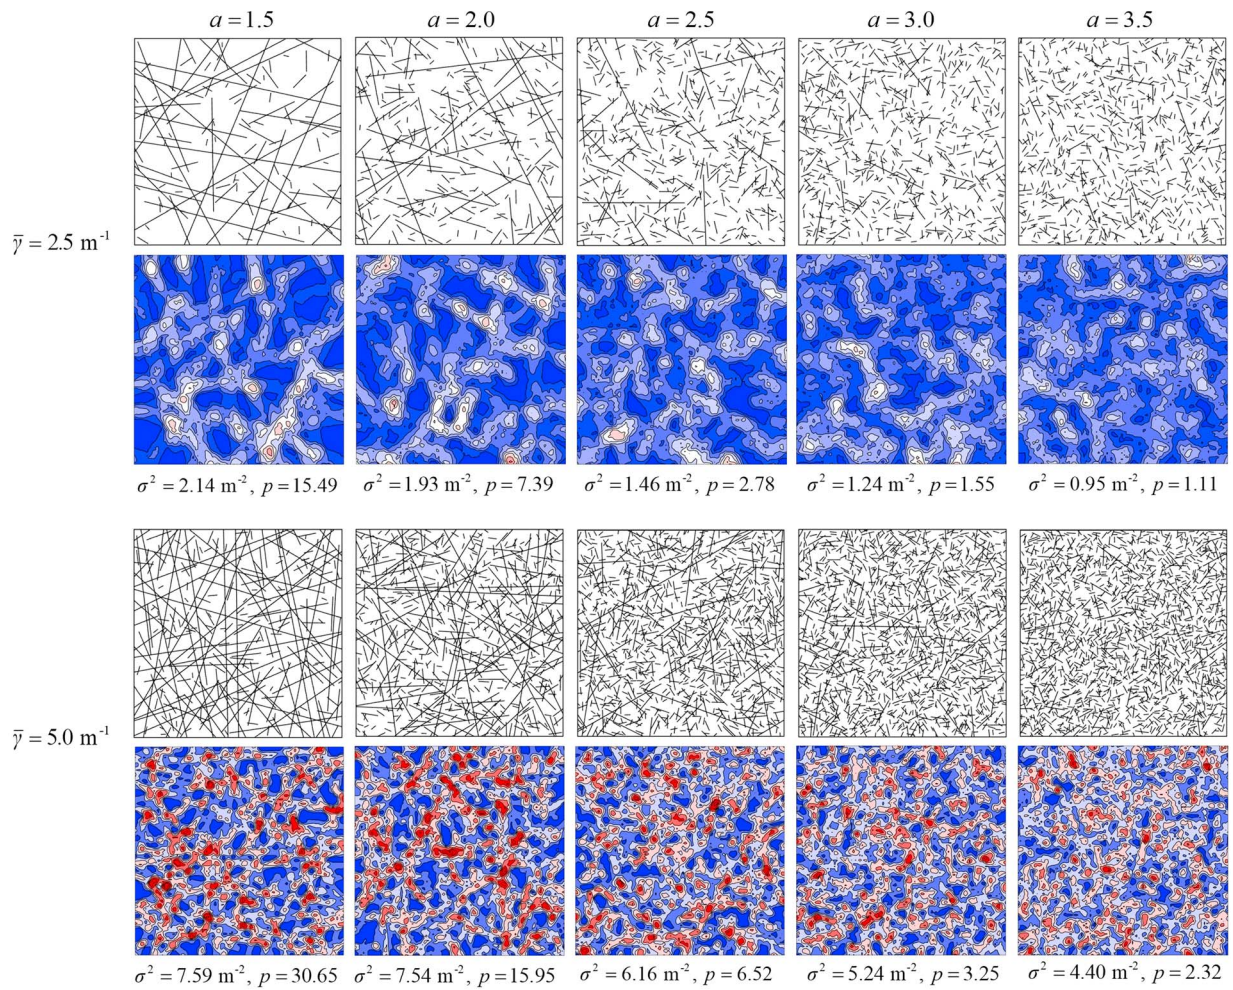 a = 1.5 a = 2.0 a = 2.5 a = 3.0 a = 3.5
γ̄ = 2.5 m⁻¹
σ² = 2.14 m⁻², p = 15.49 σ² = 1.93 m⁻², p = 7.39 σ² = 1.46 m⁻², p = 2.78 σ² = 1.24 m⁻², p = 1.55 σ² = 0.95 m⁻², p = 1.11
γ̄ = 5.0 m⁻¹
σ² = 7.59 m⁻², p = 30.65 σ² = 7.54 m⁻², p = 15.95 σ² = 6.16 m⁻², p = 6.52 σ² = 5.24 m⁻², p = 3.25 σ² = 4.40 m⁻², p = 2.32